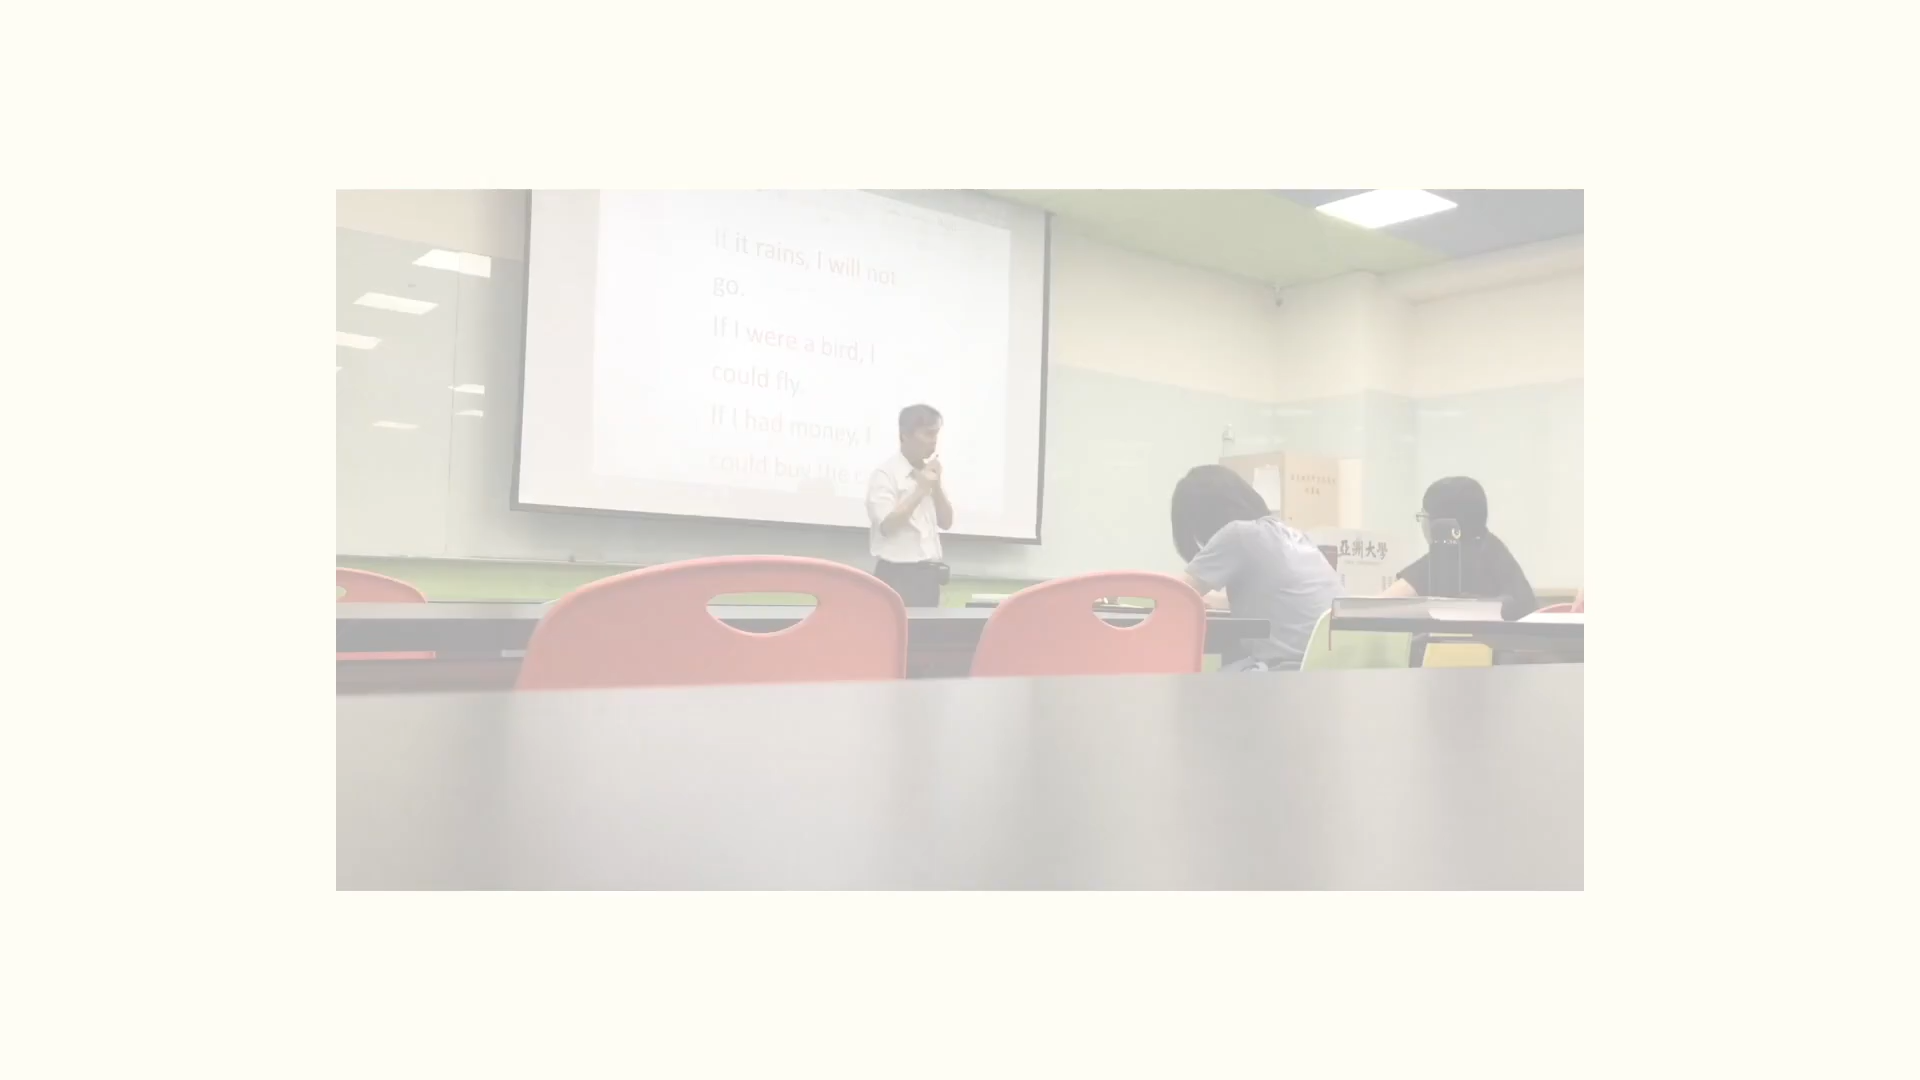 If it rains, I will not
go.
If I were a bird, I
could fly.
If I had money, I
could buy the c
亞洲大學